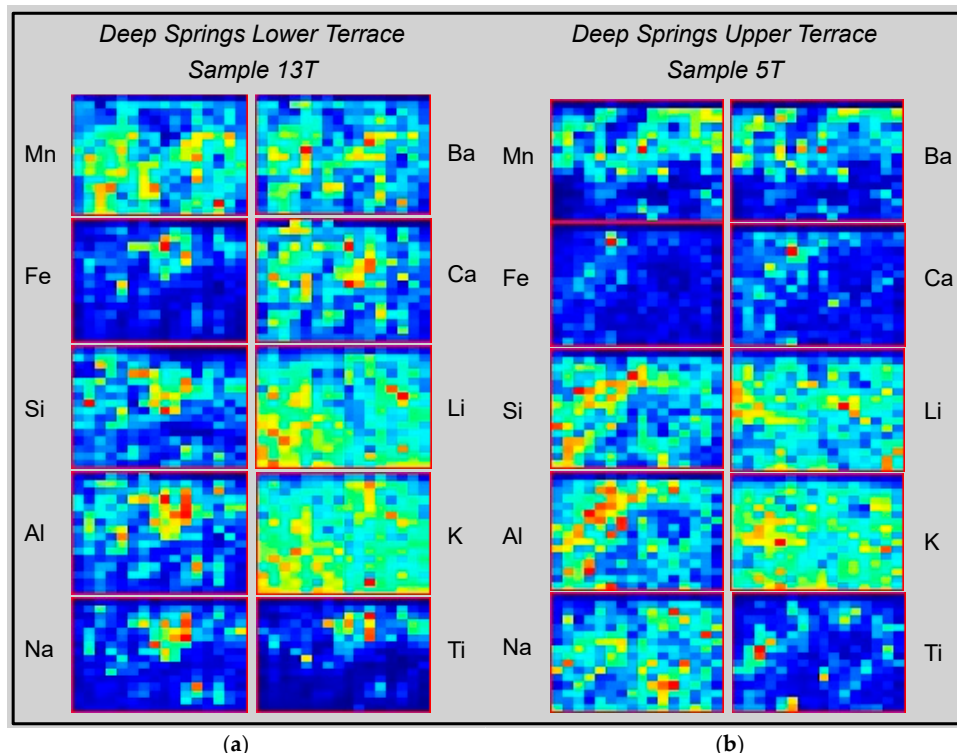 Deep Springs Lower Terrace
Sample 13T
Mn
Ba
Fe
Ca
Si
Li
Al
K
Na
Ti
(a)
Deep Springs Upper Terrace
Sample 5T
Mn
Ba
Fe
Ca
Si
Li
Al
K
Na
Ti
(b)